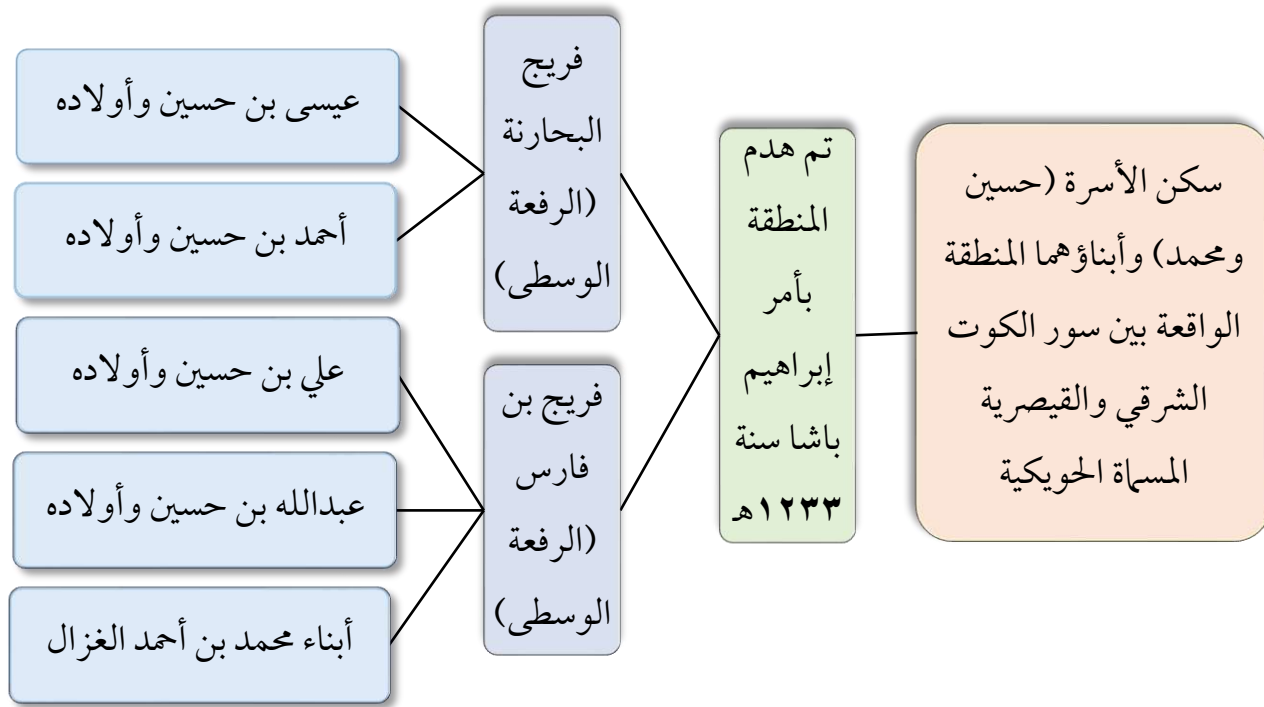 سكن الأسرة (حسين
ومحمد) وأبناؤهما المنطقة
الواقعة بين سور الكوت
الشرقي والقيصرية
المسماة الحويكية
تم هدم
المنطقة
بأمر
إبراهيم
باشا سنة
١٢٣٣هـ
فريج
البحارنة
(الرفعة
الوسطى)
عيسى بن حسين وأولاده
أحمد بن حسين وأولاده
فريج بن
فارس
(الرفعة
الوسطى)
علي بن حسين وأولاده
عبدالله بن حسين وأولاده
أبناء محمد بن أحمد الغزال